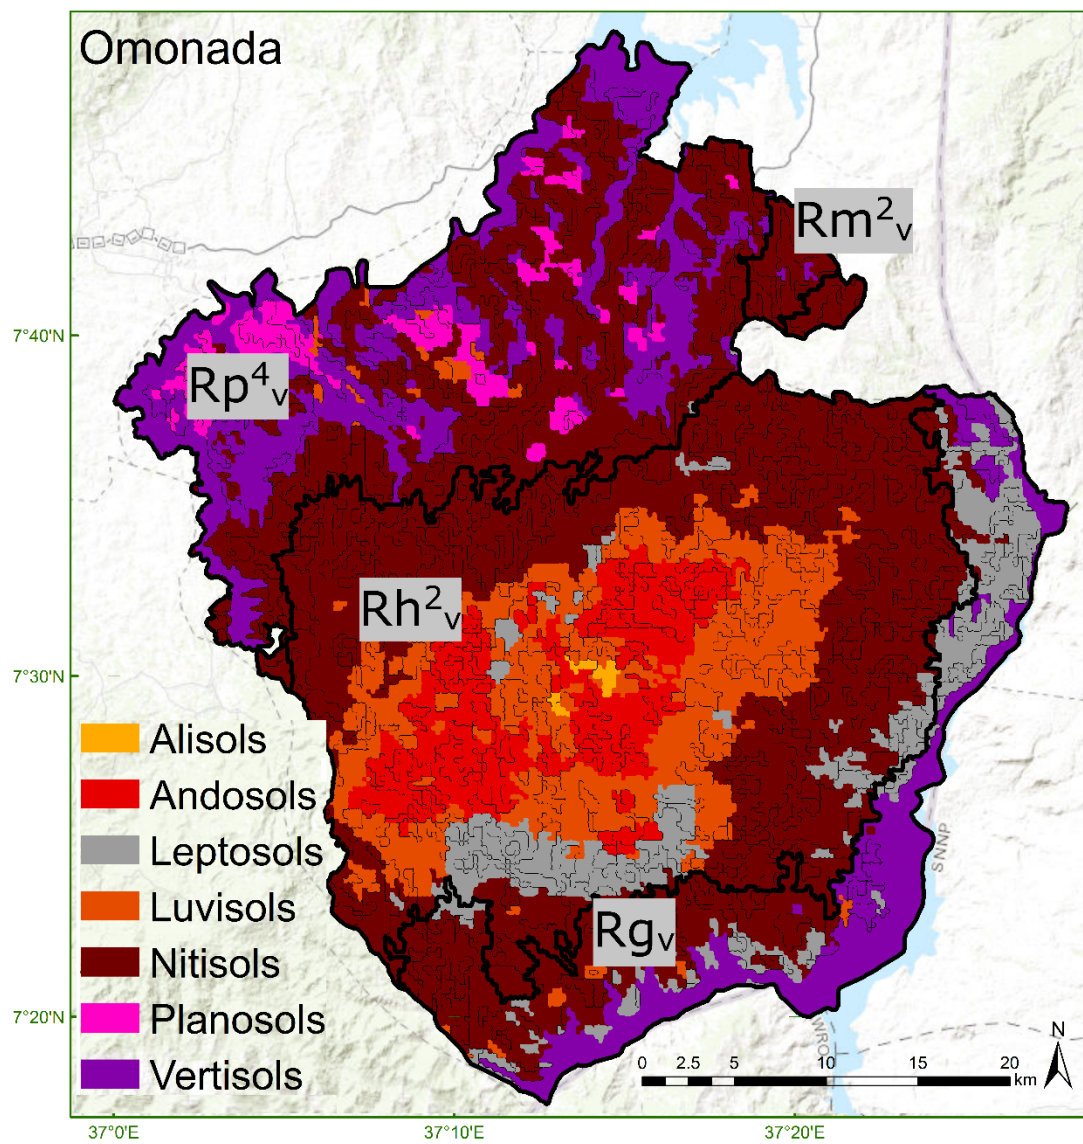 Omonada
Rm²v
7°40'N
Rp⁴v
Rh²v
7°30'N
Alisols
Andosols
Leptosols
Luvisols
Nitisols
Planosols
Vertisols
SNNP
Rgv
7°20'N
WRO
N
0 2.5 5 10 15 20
km
37°0'E 37°10'E 37°20'E